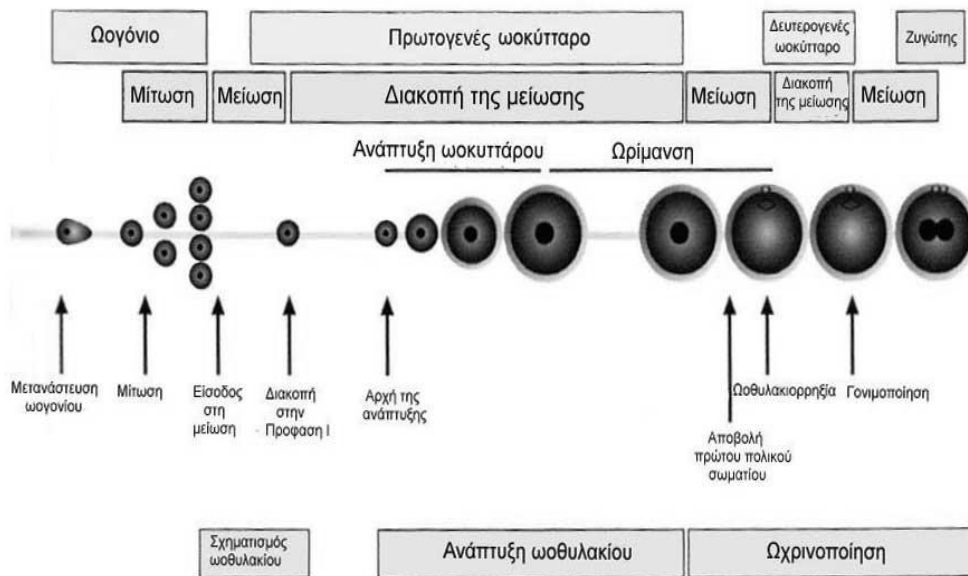 Ωογόνιο
Πρωτογενές ωοκύτταρο
Δευτερογενές
ωοκύτταρο
Ζυγώτης
Μίτωση
Μείωση
Διακοπή της μείωσης
Μείωση
Διακοπή
της μείωσης
Μείωση
Ανάπτυξη ωοκυττάρου
Ωρίμανση
Μετανάστευση
ωογονίου
Μίτωση
Είσοδος
στη
μείωση
Διακοπή
στην
Προφαση Ι
Αρχή της
ανάπτυξης
Ωοθυλακιορρηξία
Γονιμοποίηση
Αποβολή
πρώτου πολικού
σωματίου
Σχηματισμός
ωοθυλακίου
Ανάπτυξη ωοθυλακίου
Ωχρινοποίηση